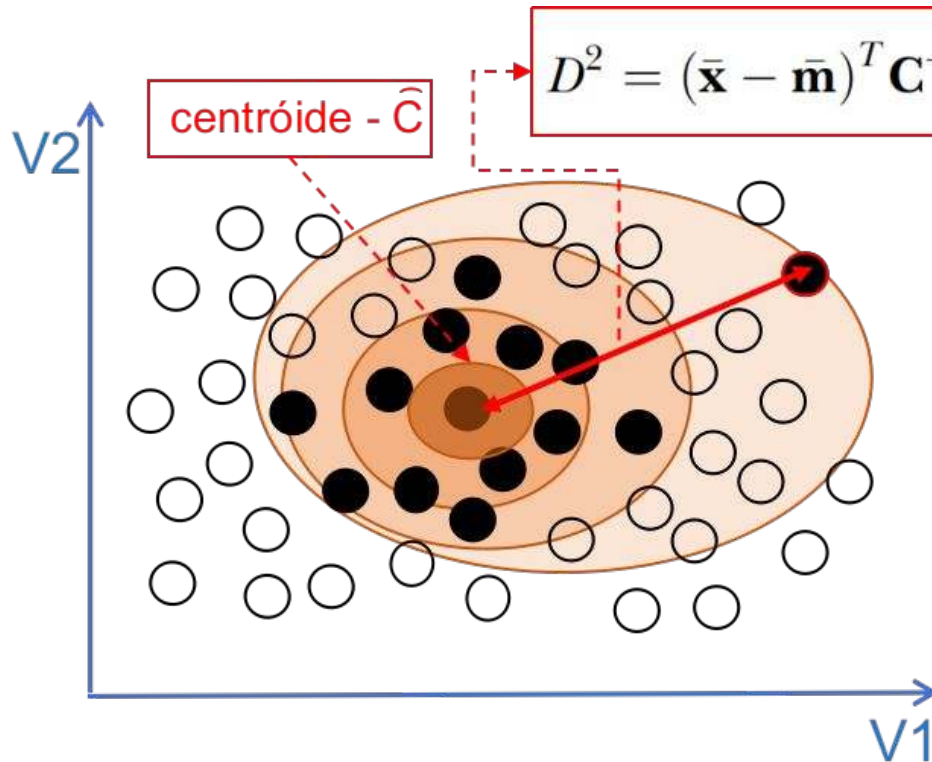 D² = (x̄ − m̄)ᵀ C⁻
centróide - Ĉ
V2
V1